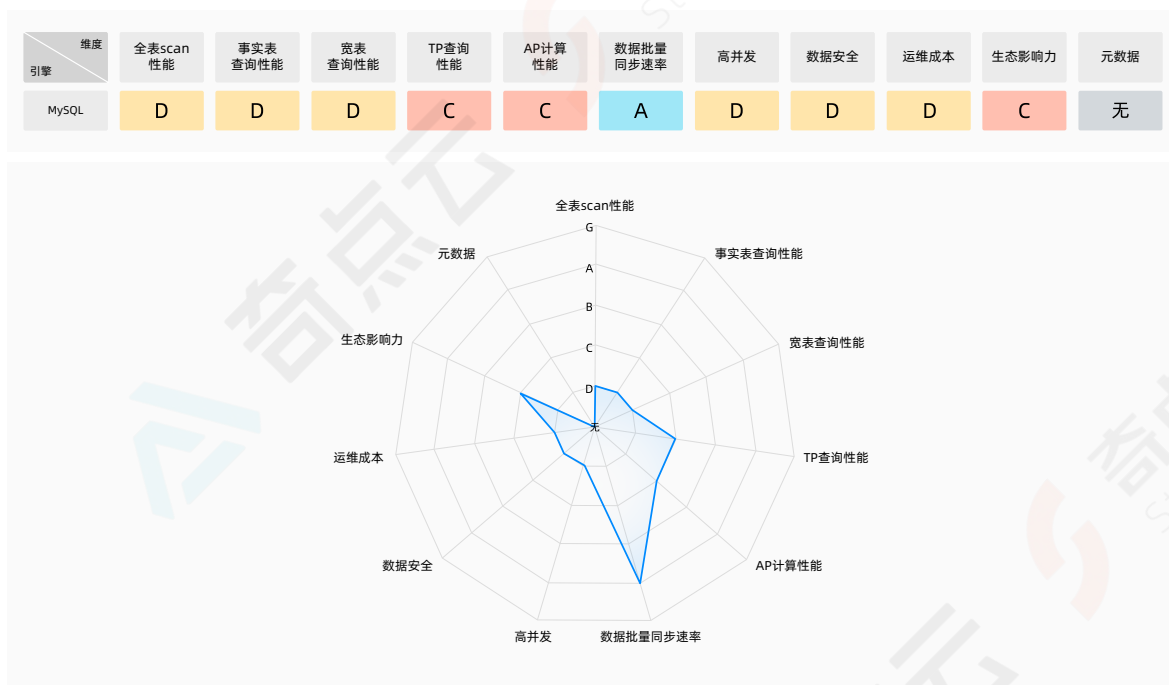 维度
引擎
全表scan
性能
事实表
查询性能
宽表
查询性能
TP查询
性能
AP计算
性能
数据批量
同步速率
高并发
数据安全
运维成本
生态影响力
元数据
MySQL
D
D
D
C
C
A
D
D
D
C
无
全表scan性能
G
元数据
事实表查询性能
A
B
生态影响力
宽表查询性能
C
D
无
运维成本
TP查询性能
数据安全
AP计算性能
高并发
数据批量同步速率
奇点云